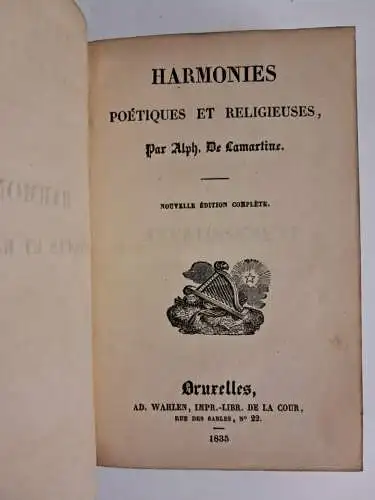 HARMONIES
POÉTIQUES ET RELIGIEUSES,
Par Alph. De Lamartine.
NOUVELLE ÉDITION COMPLÈTE.
Bruxelles,
AD. WAHLEN, IMPR.-LIBR. DE LA COUR,
RUE DES SABLES, Nº 22.
1835